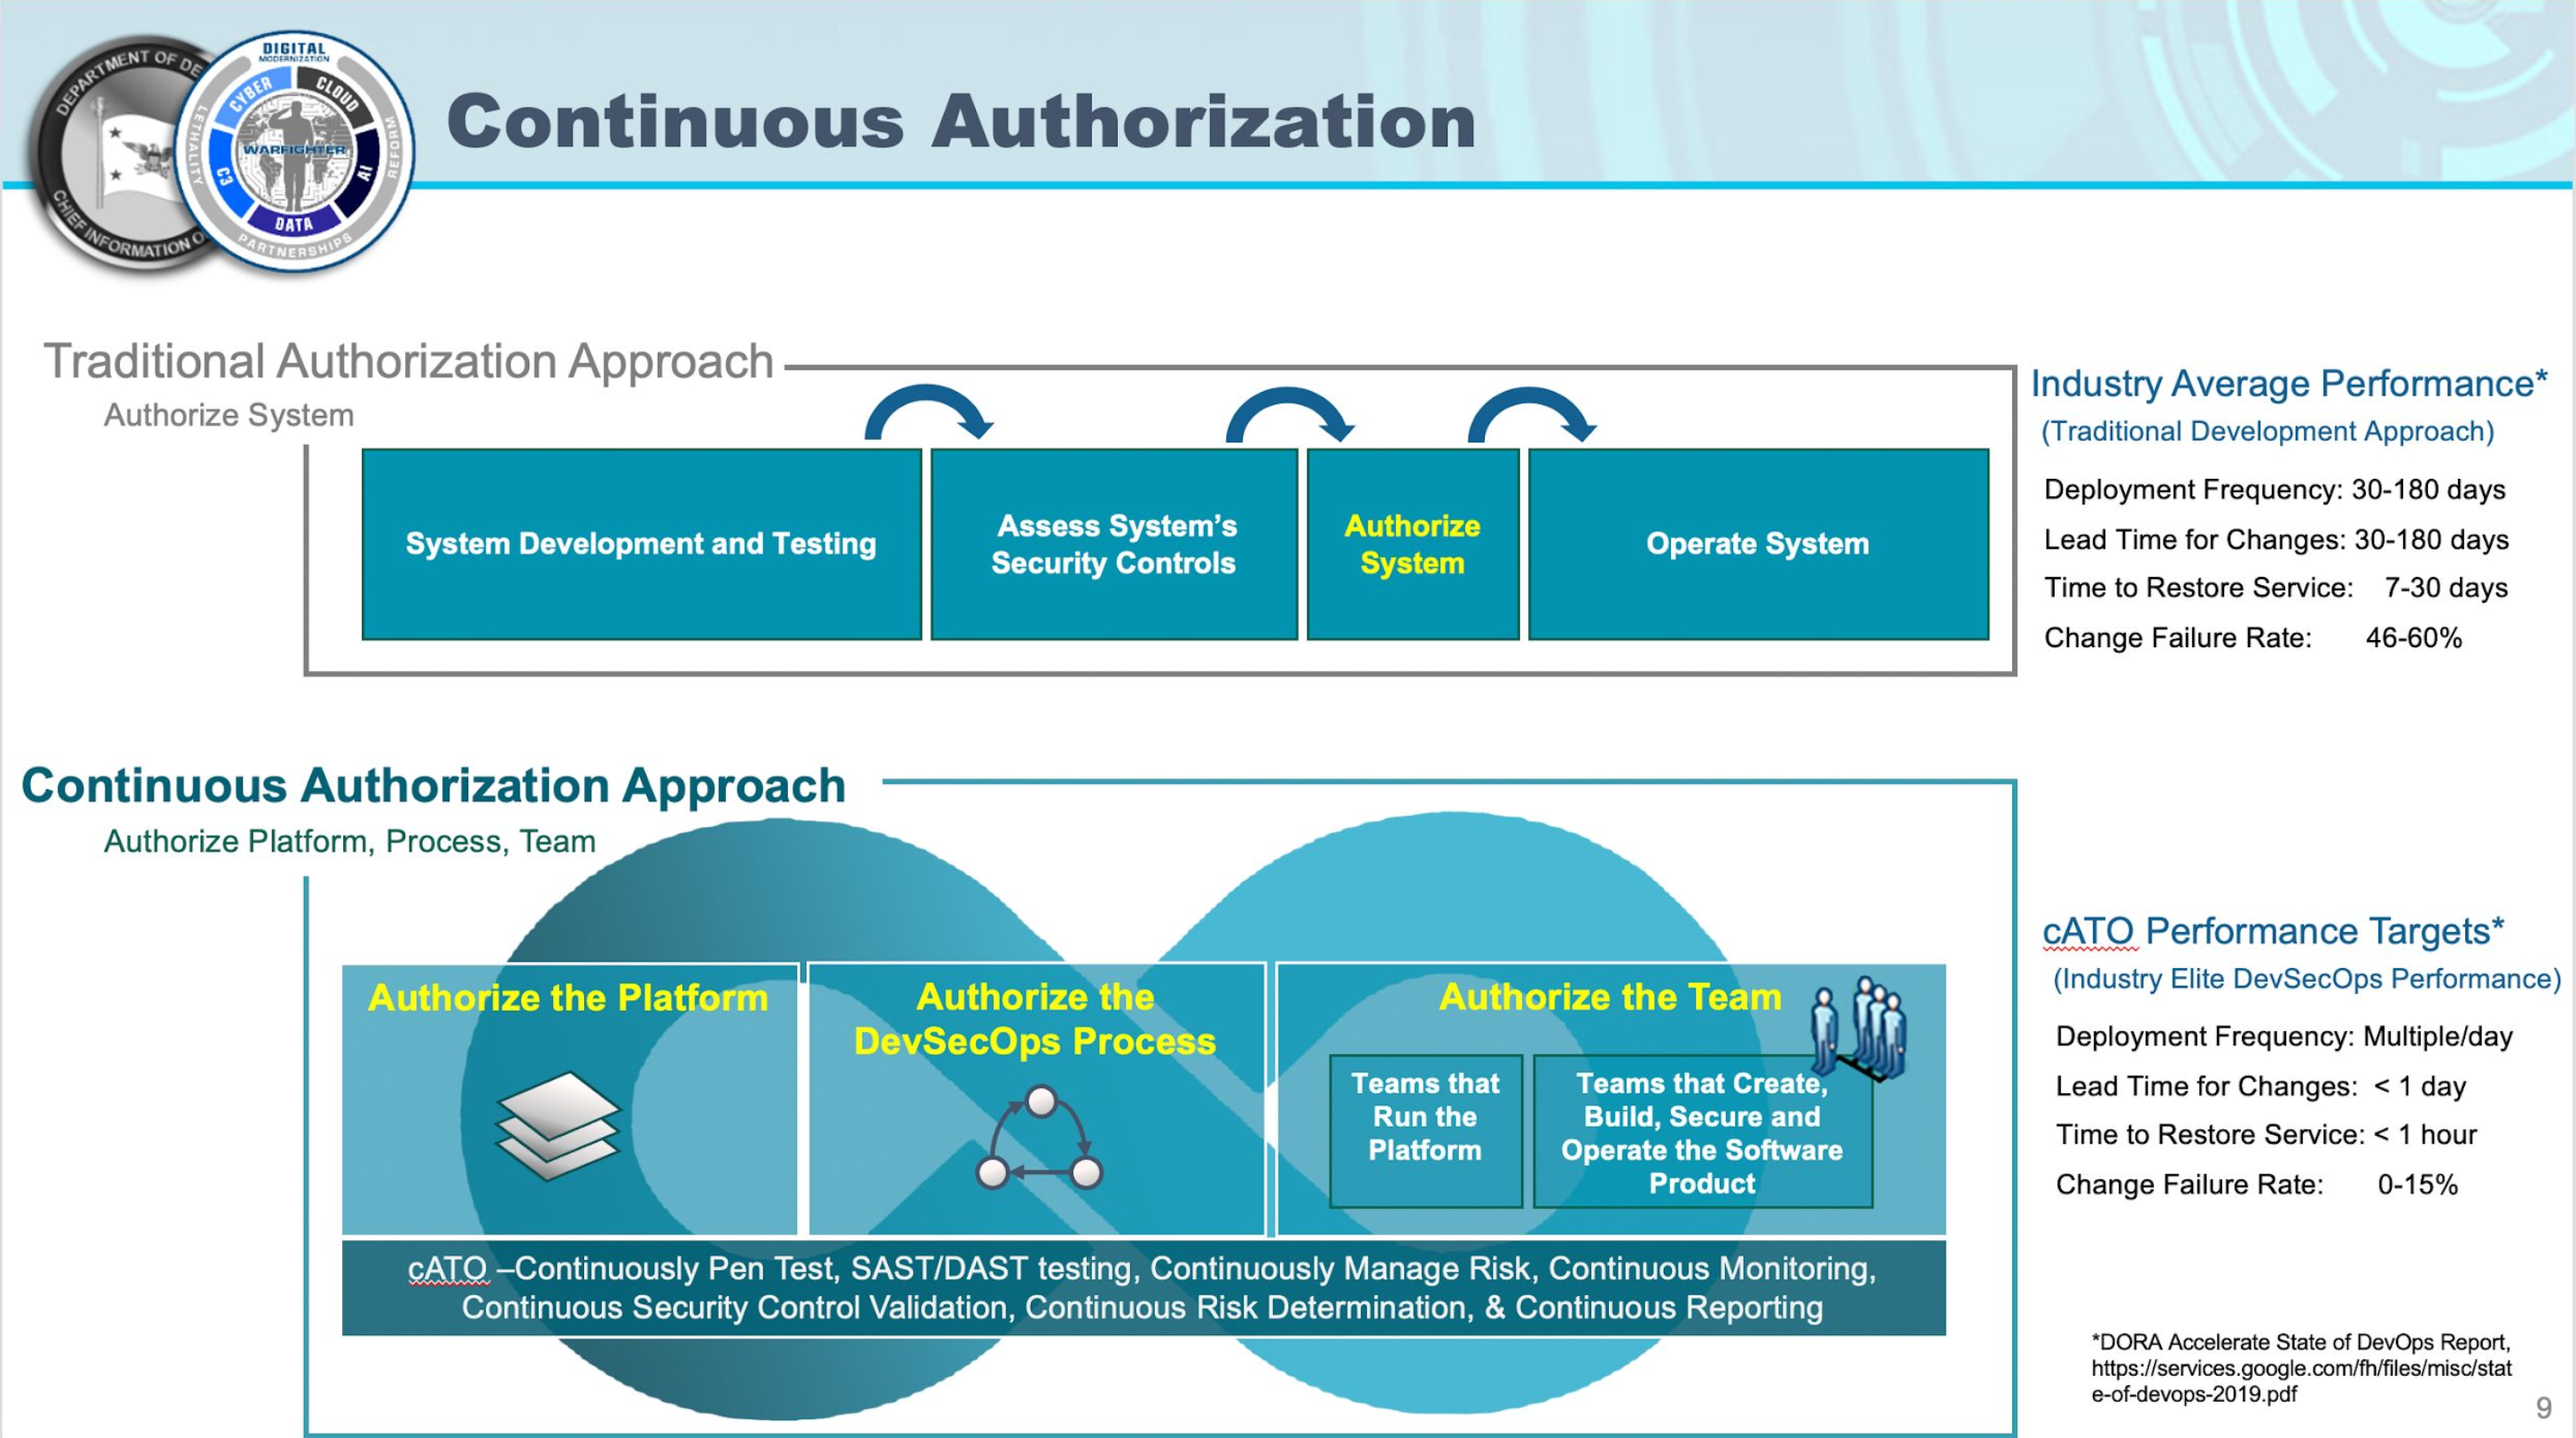 DEPARTMENT OF DE
CHIEF INFORMATION O
DIGITAL
MODERNIZATION
CYBER
CLOUD
LETHALITY
REFORM
WARFIGHTER
C3
AI
DATA
PARTNERSHIPS
Continuous Authorization
Traditional Authorization Approach
Authorize System
System Development and Testing
Assess System’s
Security Controls
Authorize
System
Operate System
Industry Average Performance*
(Traditional Development Approach)
Deployment Frequency: 30-180 days
Lead Time for Changes: 30-180 days
Time to Restore Service: 7-30 days
Change Failure Rate: 46-60%
Continuous Authorization Approach
Authorize Platform, Process, Team
Authorize the Platform
Authorize the
DevSecOps Process
Authorize the Team
Teams that
Run the
Platform
Teams that Create,
Build, Secure and
Operate the Software
Product
cATO –Continuously Pen Test, SAST/DAST testing, Continuously Manage Risk, Continuous Monitoring,
Continuous Security Control Validation, Continuous Risk Determination, & Continuous Reporting
cATO Performance Targets*
(Industry Elite DevSecOps Performance)
Deployment Frequency: Multiple/day
Lead Time for Changes: < 1 day
Time to Restore Service: < 1 hour
Change Failure Rate: 0-15%
*DORA Accelerate State of DevOps Report,
https://services.google.com/fh/files/misc/stat
e-of-devops-2019.pdf
9